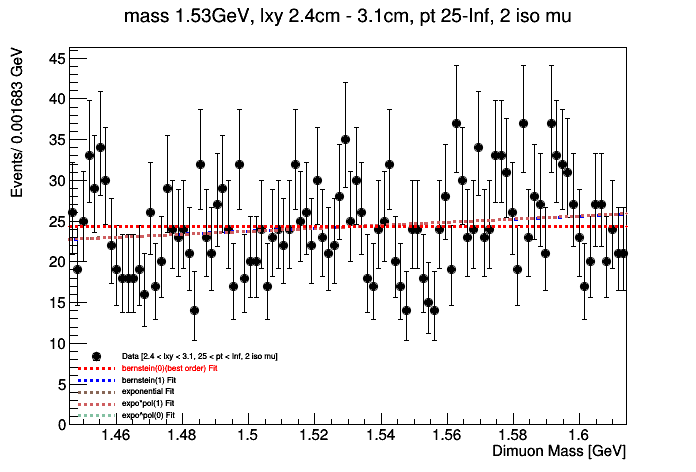 mass 1.53GeV, lxy 2.4cm - 3.1cm, pt 25-Inf, 2 iso mu
Events/ 0.001683 GeV
45
40
35
30
25
20
15
10
5
0
Data [2.4 < lxy < 3.1, 25 < pt < Inf, 2 iso mu]
bernstein(0)(best order) Fit
bernstein(1) Fit
exponential Fit
expo*pol(1) Fit
expo*pol(0) Fit
1.46 1.48 1.5 1.52 1.54 1.56 1.58 1.6
Dimuon Mass [GeV]